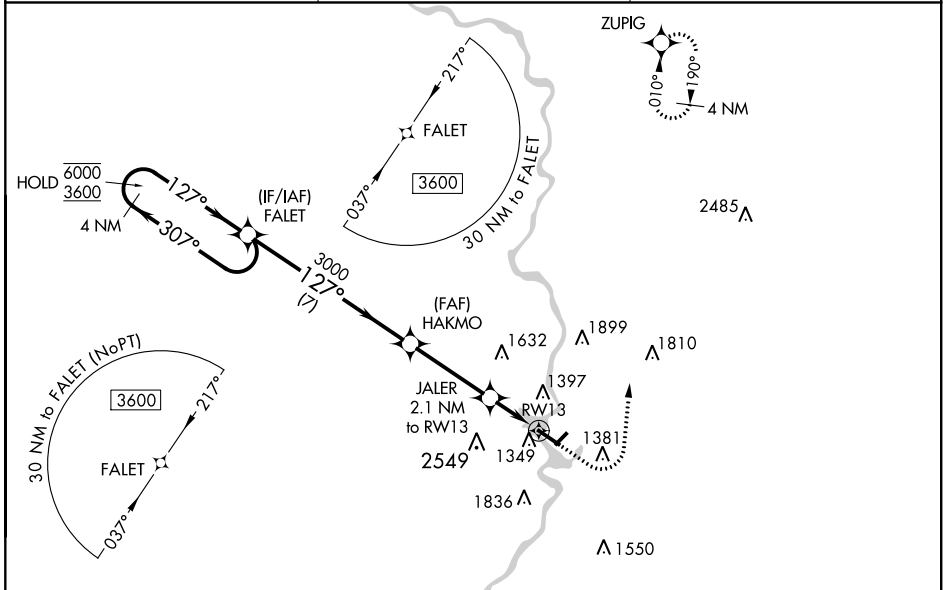 ZUPIG
010°
190°
4 NM
217°
FALET
037°
3600
30 NM to FALET
HOLD 6000
3600
4 NM
127°
307°
(IF/IAF)
FALET
3000
127°
(7)
2485
(FAF)
HAKMO
1632
1899
1810
JALER
2.1 NM
to RW13
1397
RW13
2549
1349
1381
1836
1550
30 NM to FALET (NoPT)
3600
217°
FALET
037°